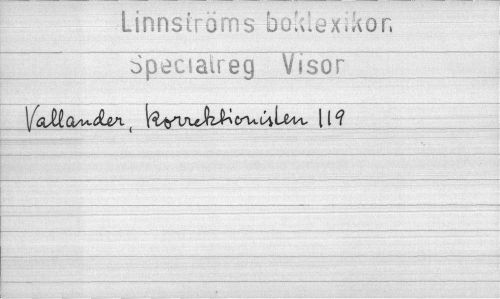 Linnströms boklexikon
Specialreg Visor
Vallander, korrektionisten 119